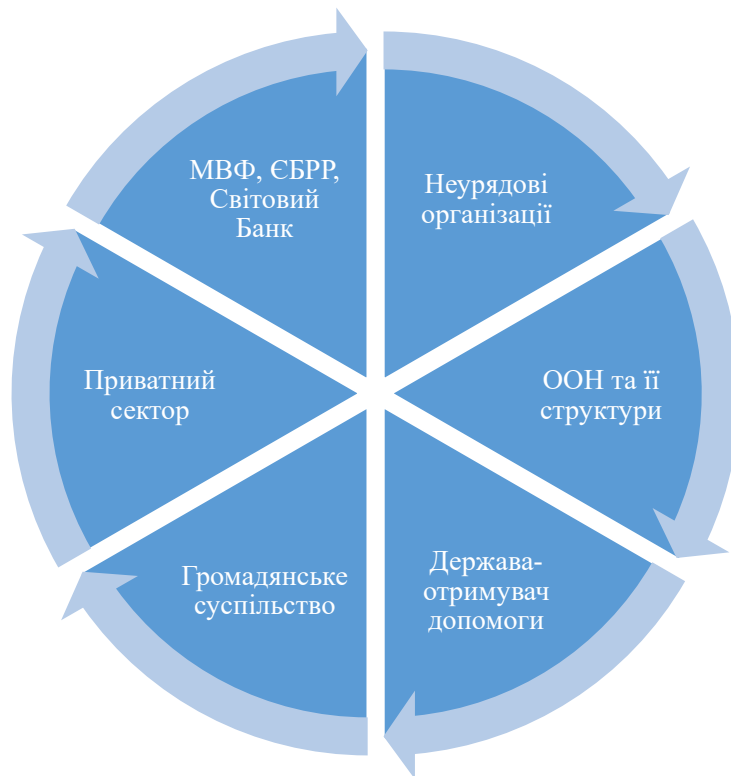 МВФ, ЄБРР,
Світовий
Банк
Неурядові
організації
ООН та її
структури
Держава-
отримувач
допомоги
Громадянське
суспільство
Приватний
сектор